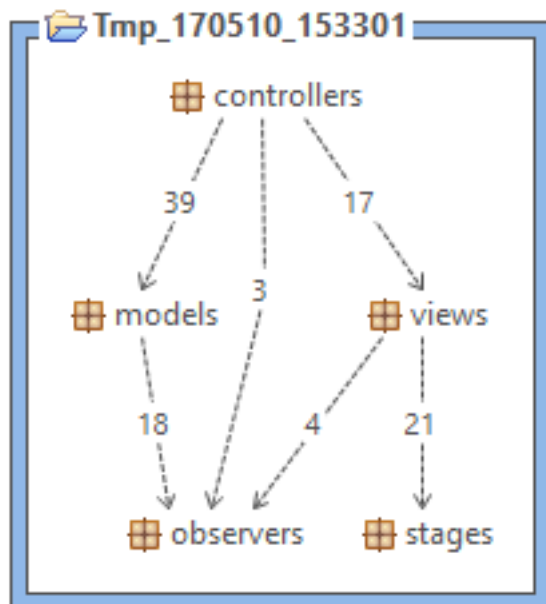 Tmp_170510_153301
controllers
39
17
3
models
views
18
4
21
observers
stages